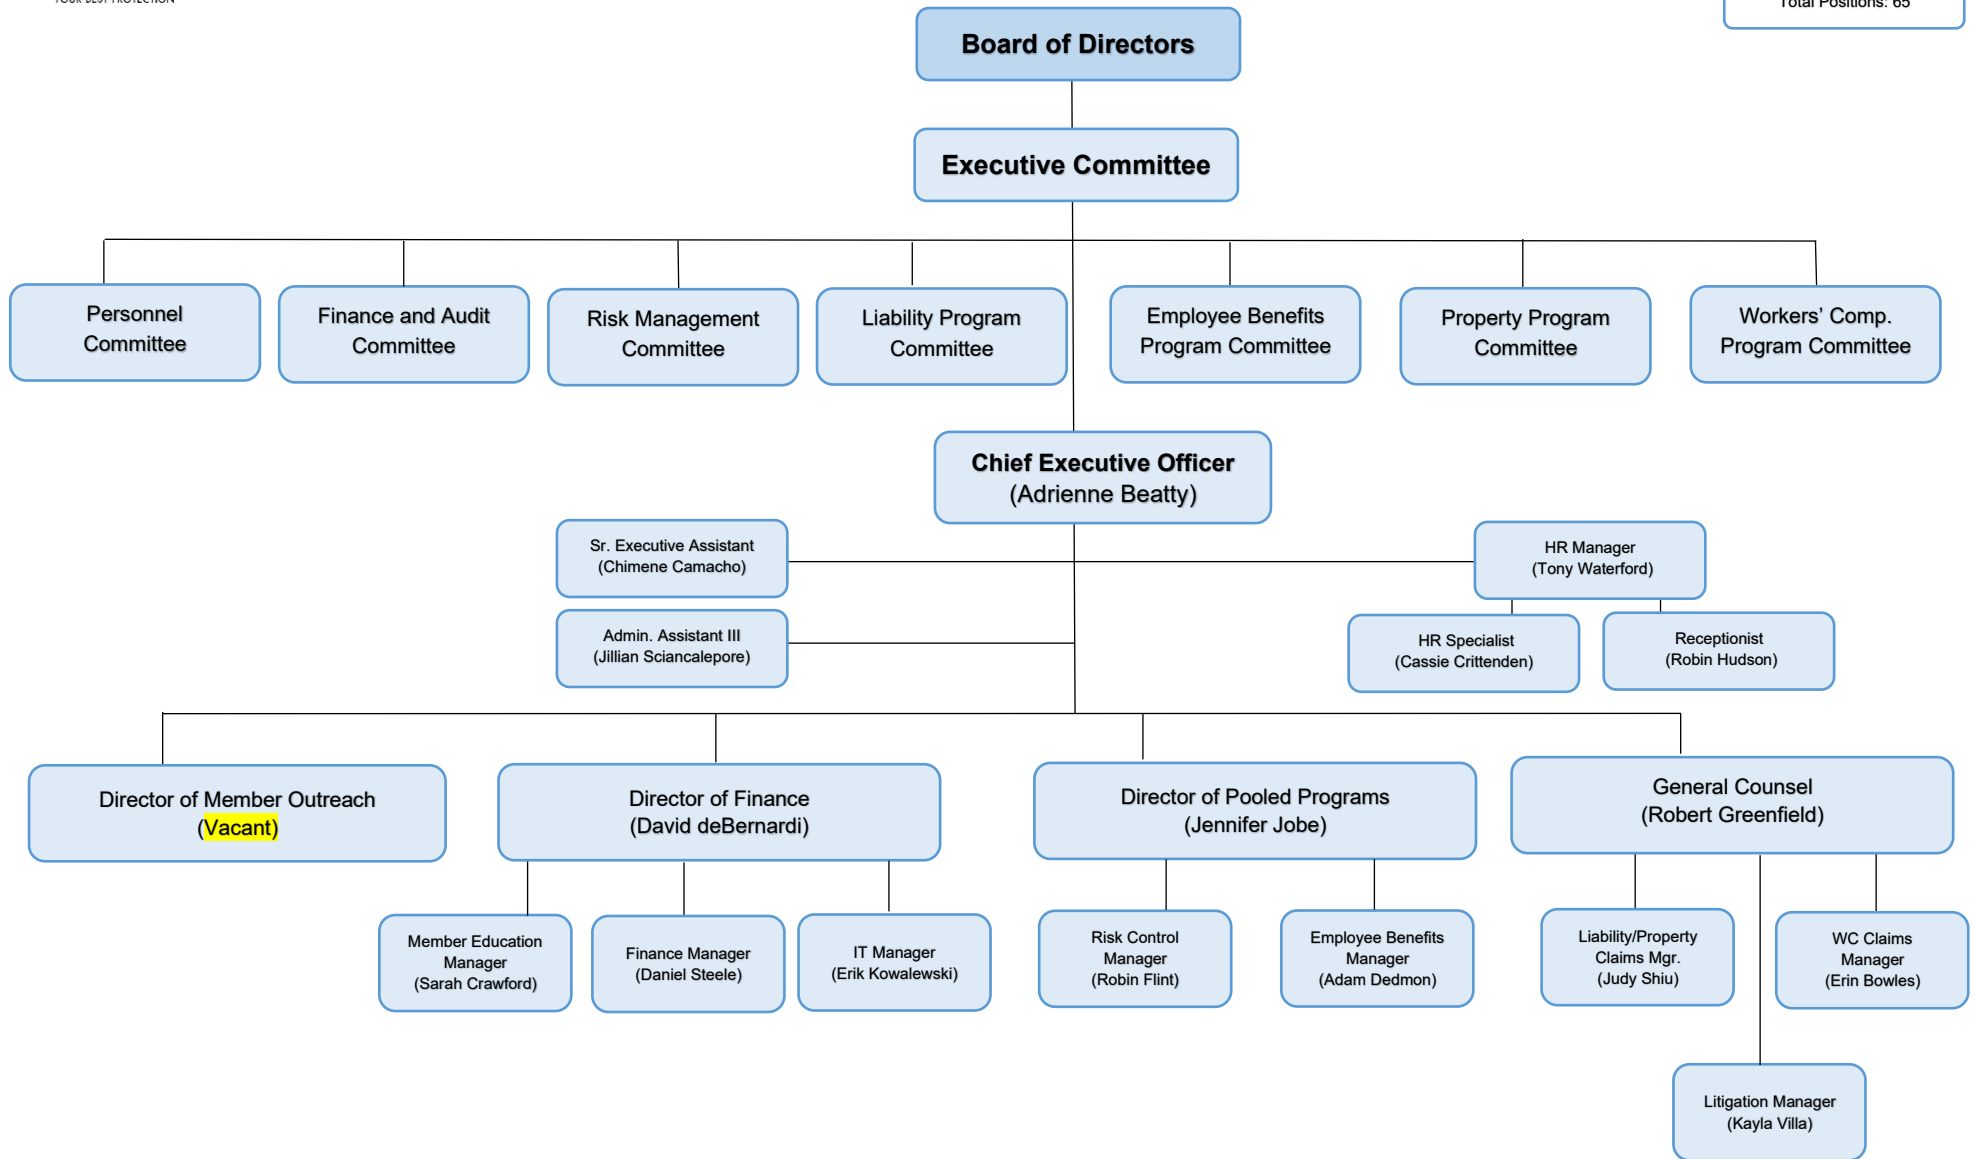 YOUR BEST PROTECTION
Total Positions: 65
Board of Directors
Executive Committee
Personnel
Committee
Finance and Audit
Committee
Risk Management
Committee
Liability Program
Committee
Employee Benefits
Program Committee
Property Program
Committee
Workers’ Comp.
Program Committee
Chief Executive Officer
(Adrienne Beatty)
Sr. Executive Assistant
(Chimene Camacho)
HR Manager
(Tony Waterford)
Admin. Assistant III
(Jillian Sciancalepore)
HR Specialist
(Cassie Crittenden)
Receptionist
(Robin Hudson)
Director of Member Outreach
(Vacant)
Director of Finance
(David deBernardi)
Director of Pooled Programs
(Jennifer Jobe)
General Counsel
(Robert Greenfield)
Member Education
Manager
(Sarah Crawford)
Finance Manager
(Daniel Steele)
IT Manager
(Erik Kowalewski)
Risk Control
Manager
(Robin Flint)
Employee Benefits
Manager
(Adam Dedmon)
Liability/Property
Claims Mgr.
(Judy Shiu)
WC Claims
Manager
(Erin Bowles)
Litigation Manager
(Kayla Villa)